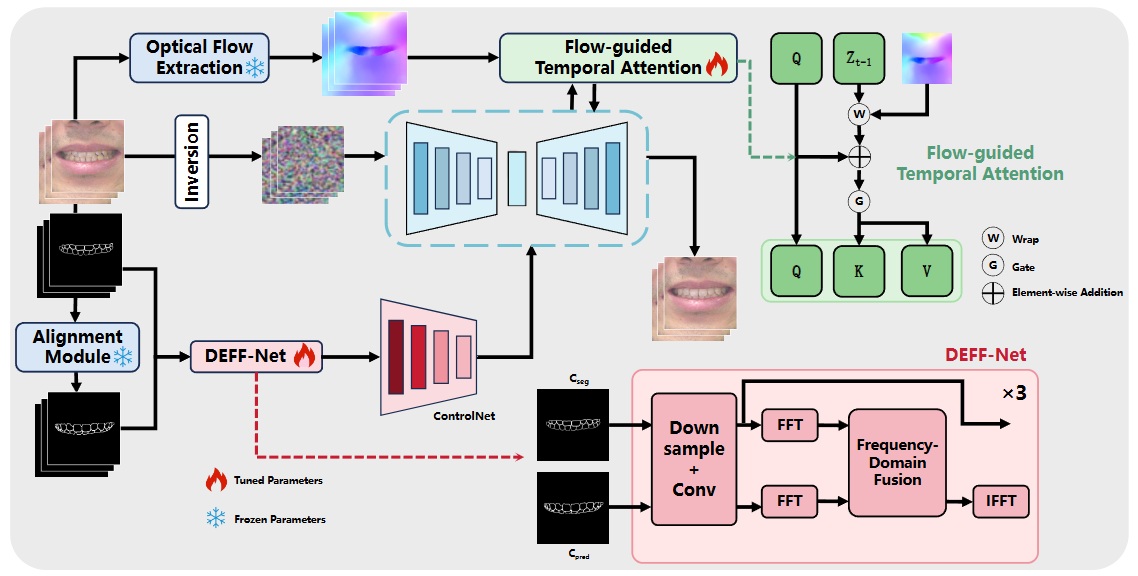 Optical Flow
Extraction
Flow-guided
Temporal Attention
Q
Z_{t-1}
W
Inversion
Flow-guided
Temporal Attention
G
W Wrap
G Gate
Element-wise Addition
Q
K
V
Alignment
Module
DEFF-Net
ControlNet
DEFF-Net
×3
C_{seg}
Down
sample
+
Conv
FFT
Frequency-
Domain
Fusion
FFT
IFFT
C_{pred}
Tuned Parameters
Frozen Parameters